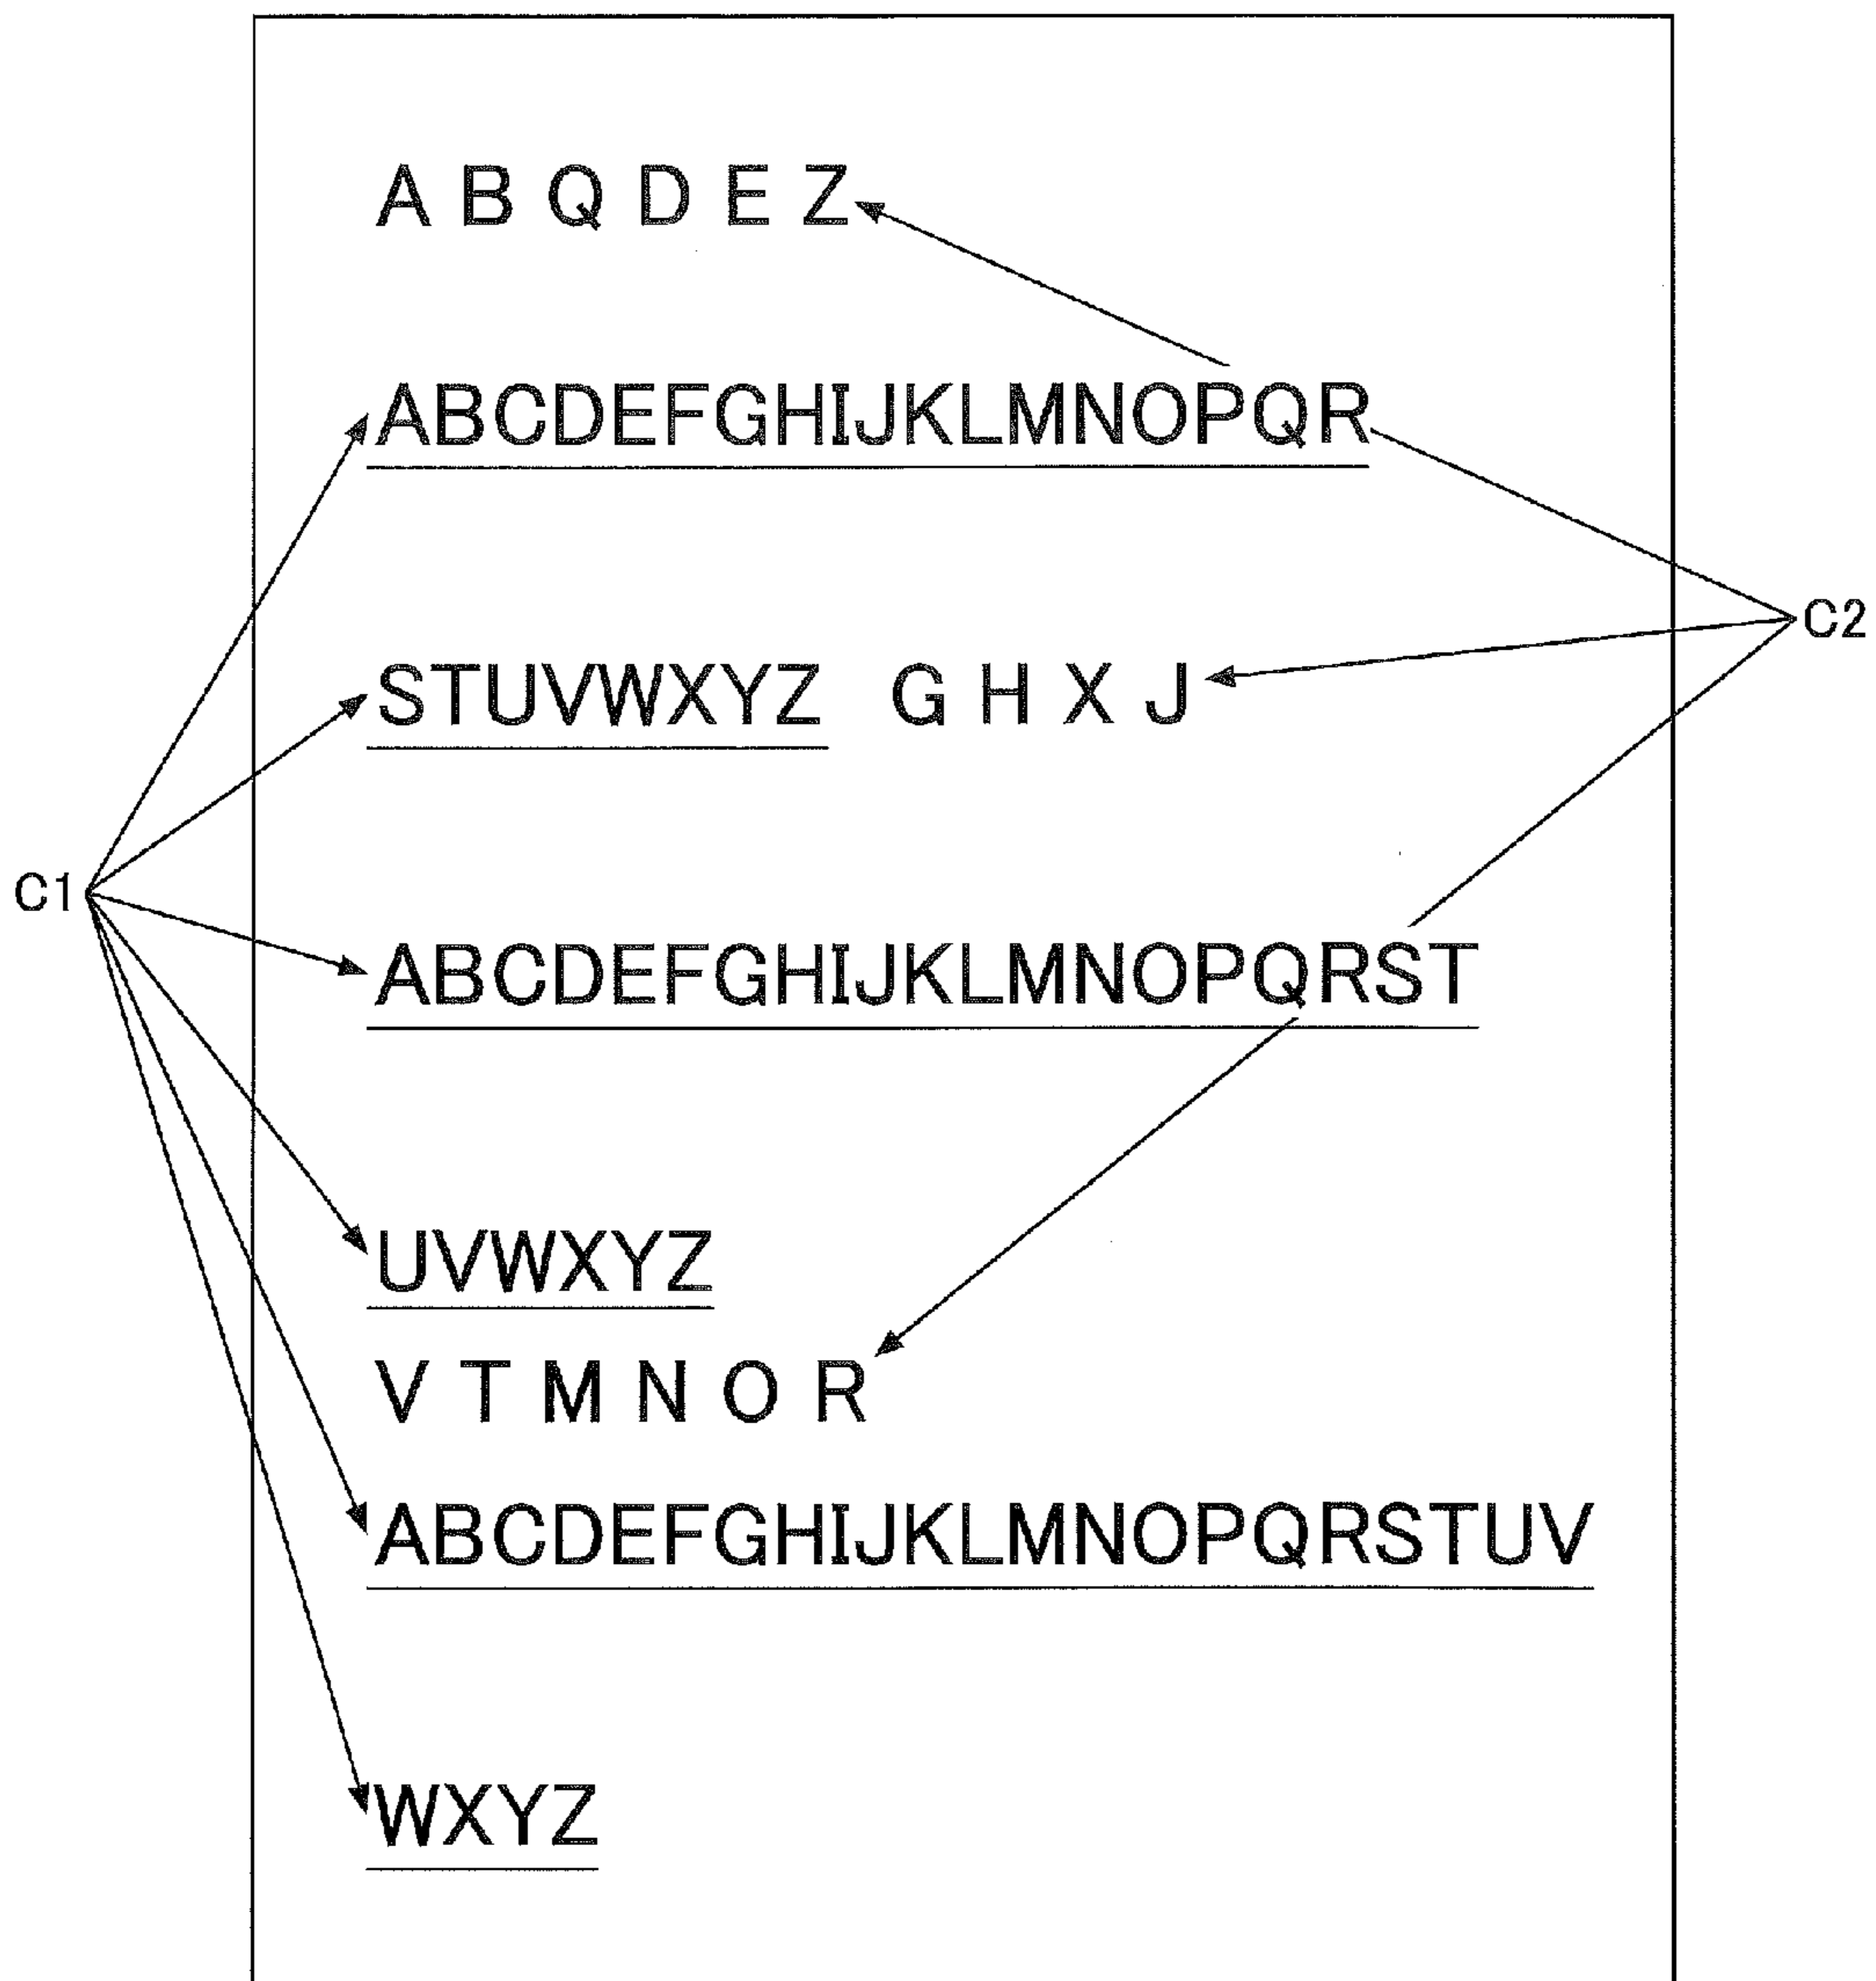 A B Q D E Z
ABCDEFGHIJKLMNOPQR
C2
STUVWXYZ G H X J
C1
ABCDEFGHIJKLMNOPQRST
UVWXYZ
V T M N O R
ABCDEFGHIJKLMNOPQRSTUV
WXYZ